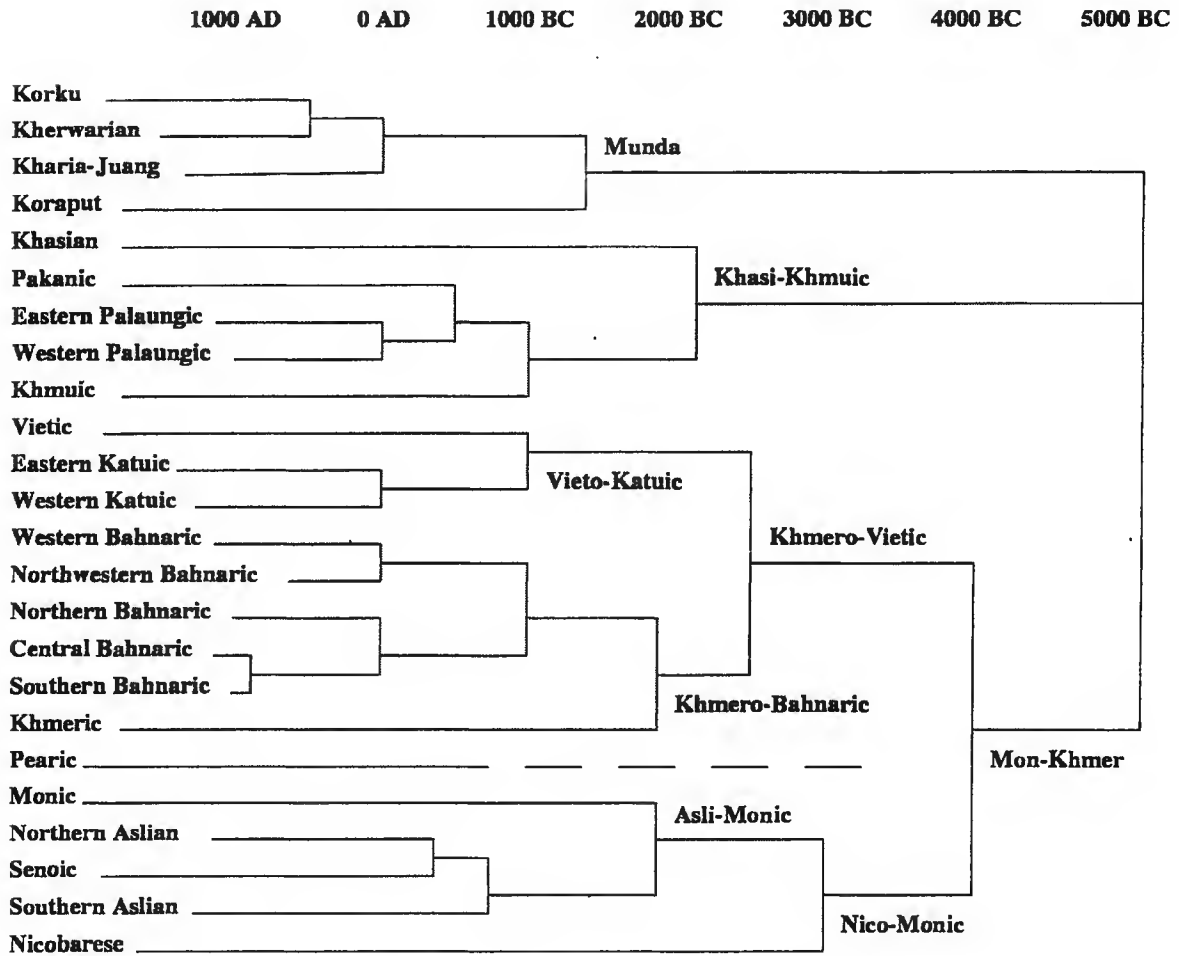 1000 AD 0 AD 1000 BC 2000 BC 3000 BC 4000 BC 5000 BC
Korku
Kherwarian
Munda
Kharia-Juang
Koraput
Khasian
Pakanic
Khasi-Khmuic
Eastern Palaungic
Western Palaungic
Khmuic
Vietic
Eastern Katuic
Vieto-Katuic
Western Katuic
Western Bahnaric
Khmero-Vietic
Northwestern Bahnaric
Northern Bahnaric
Central Bahnaric
Southern Bahnaric
Khmero-Bahnaric
Khmeric
Pearic
Mon-Khmer
Monic
Asli-Monic
Northern Aslian
Senoic
Southern Aslian
Nico-Monic
Nicobarese